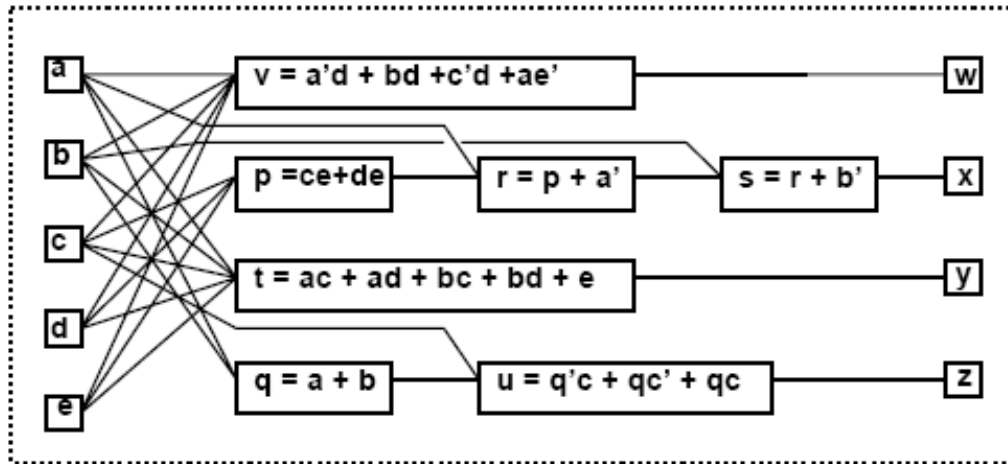 a
v = a'd + bd +c'd +ae'
w
b
p =ce+de
r = p + a'
s = r + b'
x
c
t = ac + ad + bc + bd + e
y
d
q = a + b
u = q'c + qc' + qc
z
e